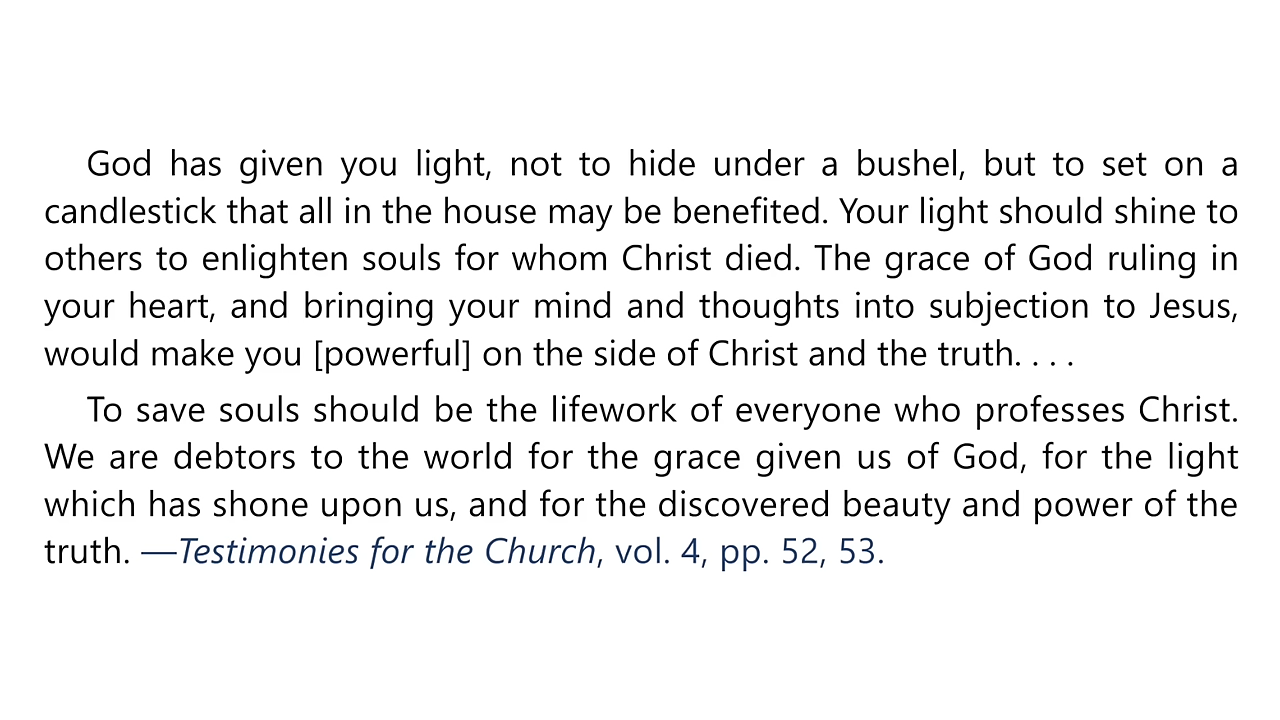 God has given you light, not to hide under a bushel, but to set on a
candlestick that all in the house may be benefited. Your light should shine to
others to enlighten souls for whom Christ died. The grace of God ruling in
your heart, and bringing your mind and thoughts into subjection to Jesus,
would make you [powerful] on the side of Christ and the truth. . . .
To save souls should be the lifework of everyone who professes Christ.
We are debtors to the world for the grace given us of God, for the light
which has shone upon us, and for the discovered beauty and power of the
truth. —Testimonies for the Church, vol. 4, pp. 52, 53.